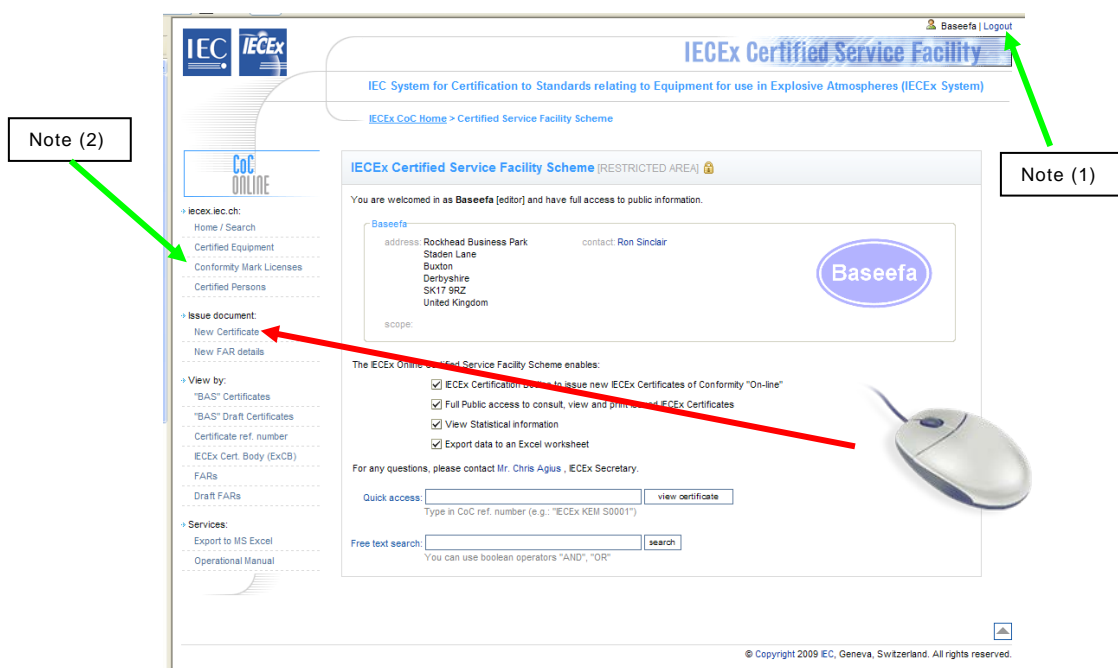 Baseefa | Logout
IEC IECEx
IECEx Certified Service Facility
IEC System for Certification to Standards relating to Equipment for use in Explosive Atmospheres (IECEx System)
IECEx CoC Home > Certified Service Facility Scheme
Note (2)
Note (1)
CoC
ONLINE
iecex.iec.ch:
Home / Search
Certified Equipment
Conformity Mark Licenses
Certified Persons
Issue document:
New Certificate
New FAR details
View by:
"BAS" Certificates
"BAS" Draft Certificates
Certificate ref. number
IECEx Cert. Body (ExCB)
FARs
Draft FARs
Services:
Export to MS Excel
Operational Manual
IECEx Certified Service Facility Scheme [RESTRICTED AREA]
You are welcomed in as Baseefa [editor] and have full access to public information.
Baseefa
address: Rockhead Business Park
Staden Lane
Buxton
Derbyshire
SK17 9RZ
United Kingdom
contact: Ron Sinclair
Baseefa
scope:
The IECEx Online Certified Service Facility Scheme enables:
IECEx Certification Bodies to issue new IECEx Certificates of Conformity "On-line"
Full Public access to consult, view and print issued IECEx Certificates
View Statistical information
Export data to an Excel worksheet
For any questions, please contact Mr. Chris Agius , IECEx Secretary.
Quick access: view certificate
Type in CoC ref. number (e.g.: "IECEx KEM S0001")
Free text search: search
You can use boolean operators "AND", "OR"
© Copyright 2009 IEC, Geneva, Switzerland. All rights reserved.